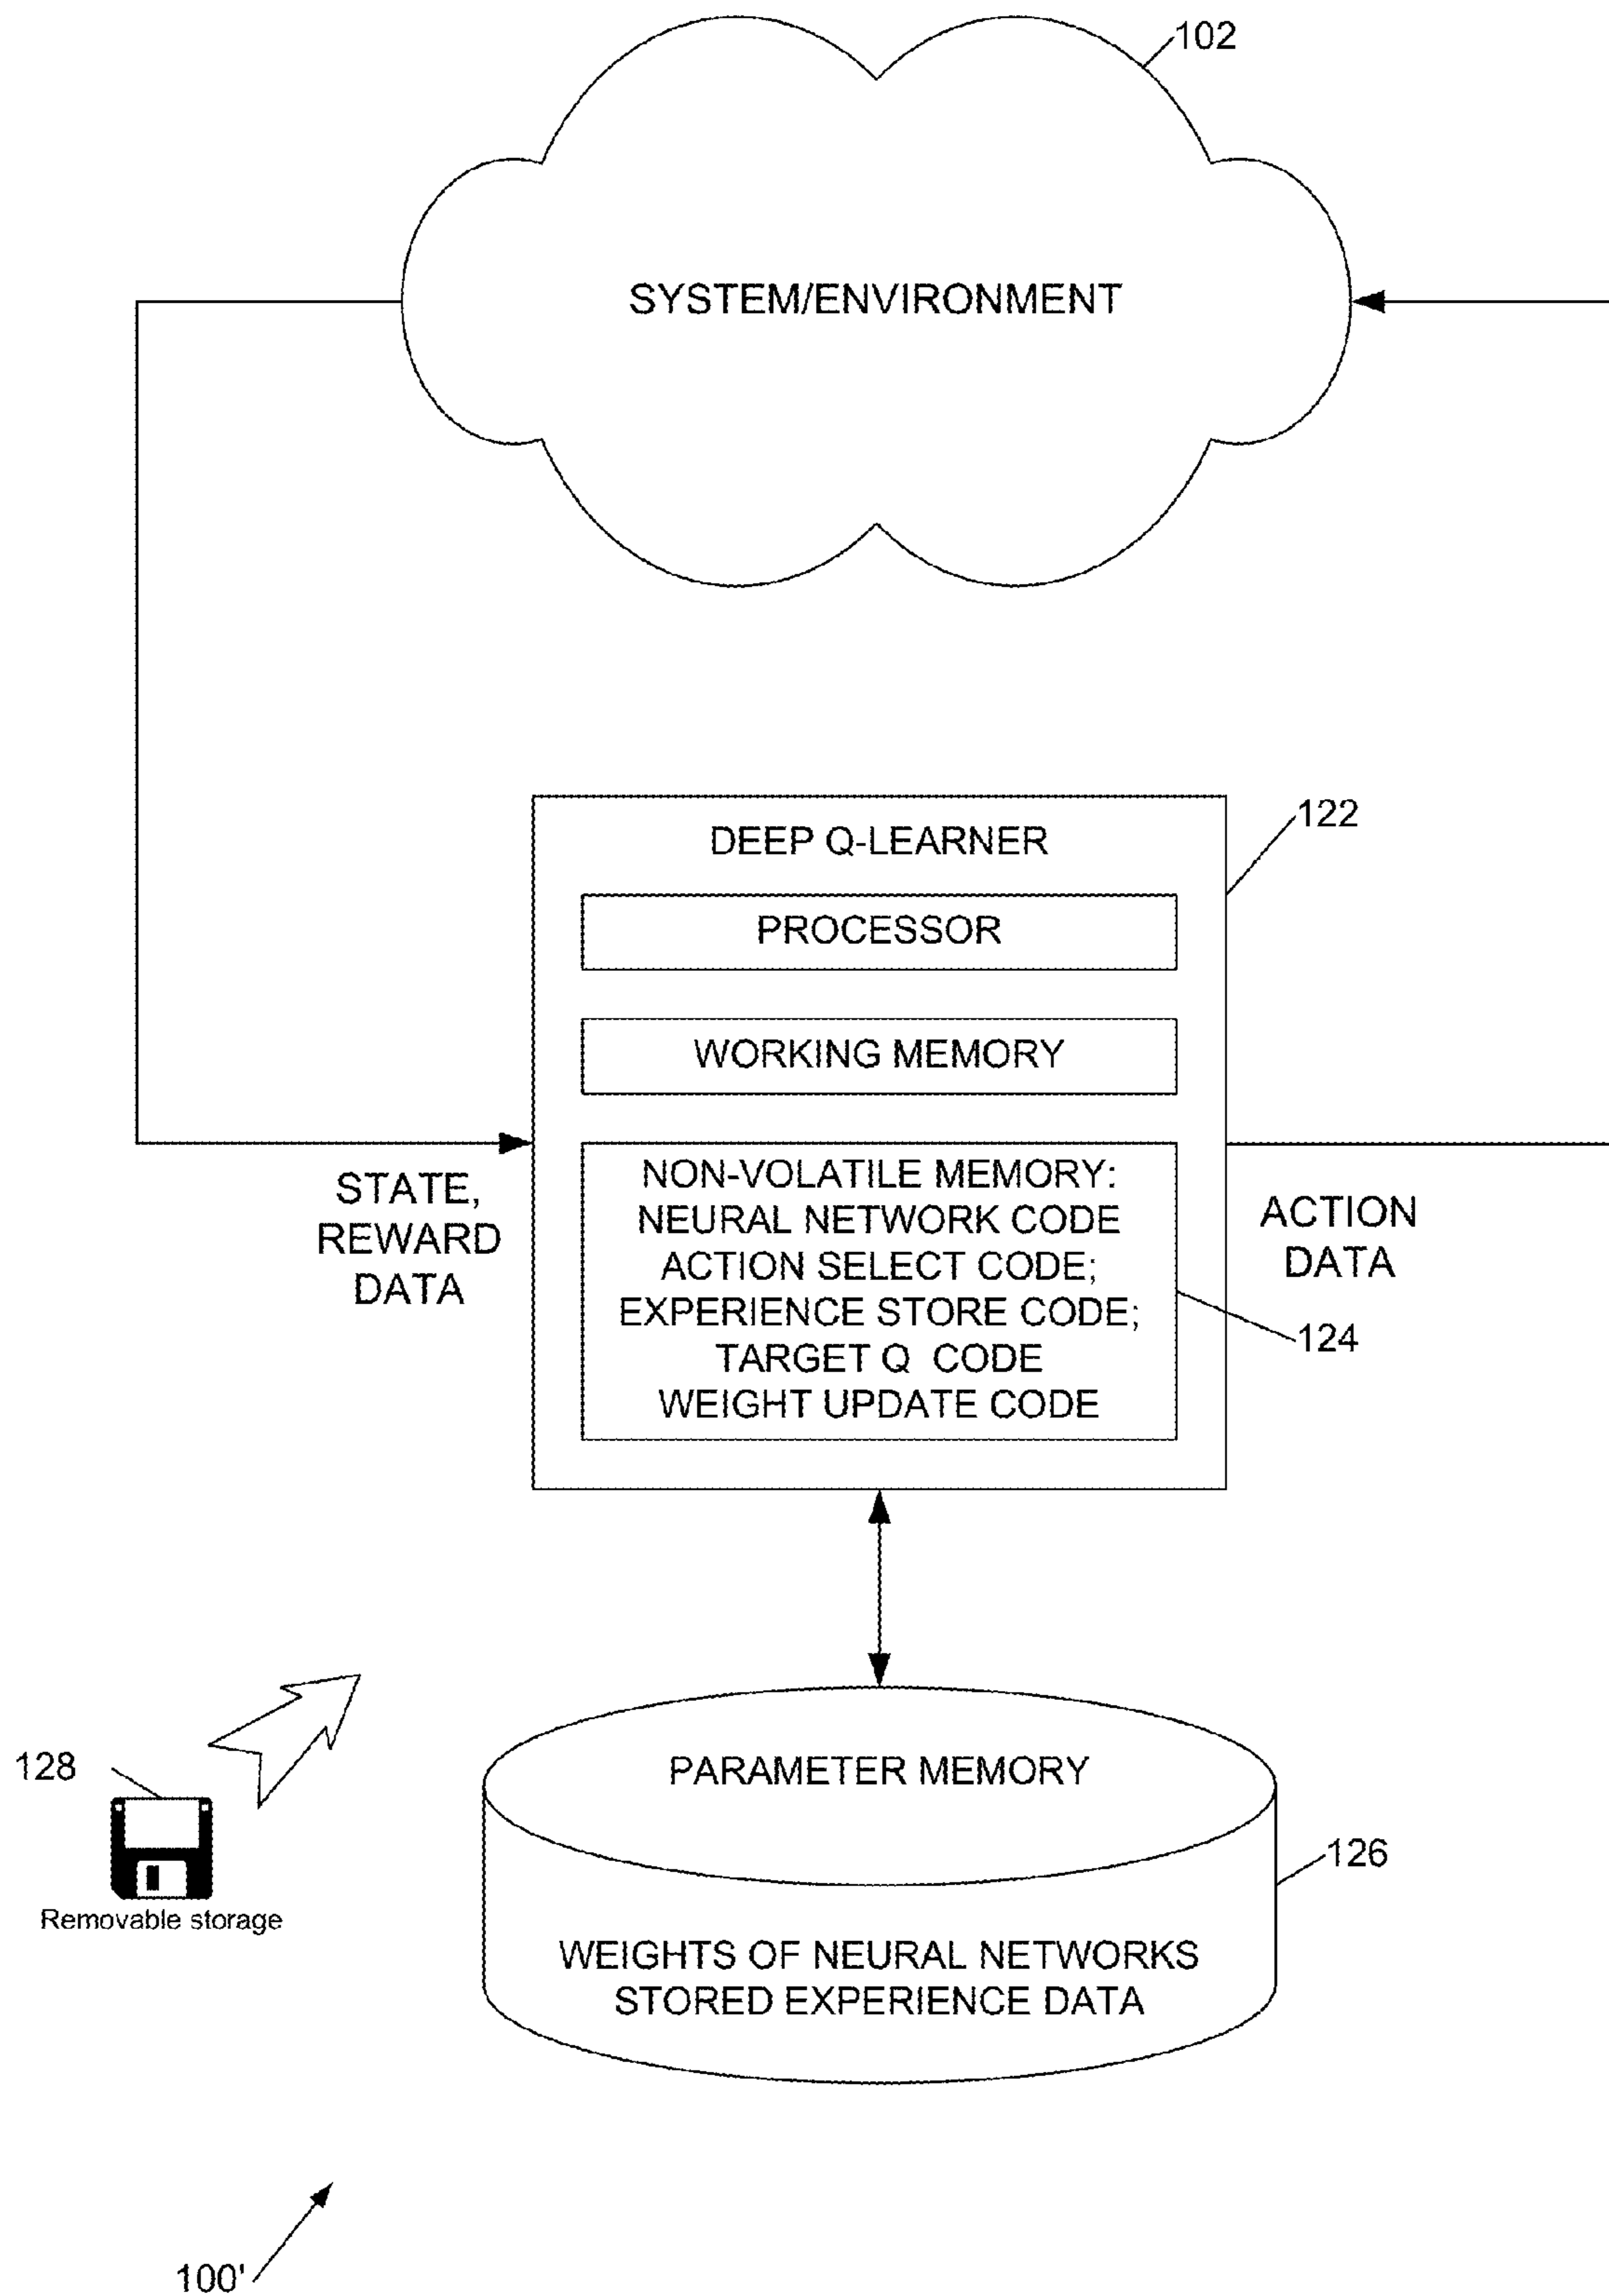 102
SYSTEM/ENVIRONMENT
122
DEEP Q-LEARNER
PROCESSOR
WORKING MEMORY
STATE,
REWARD
DATA
NON-VOLATILE MEMORY:
NEURAL NETWORK CODE
ACTION SELECT CODE;
EXPERIENCE STORE CODE;
TARGET Q CODE
WEIGHT UPDATE CODE
ACTION
DATA
124
128
Removable storage
PARAMETER MEMORY
126
WEIGHTS OF NEURAL NETWORKS
STORED EXPERIENCE DATA
100'